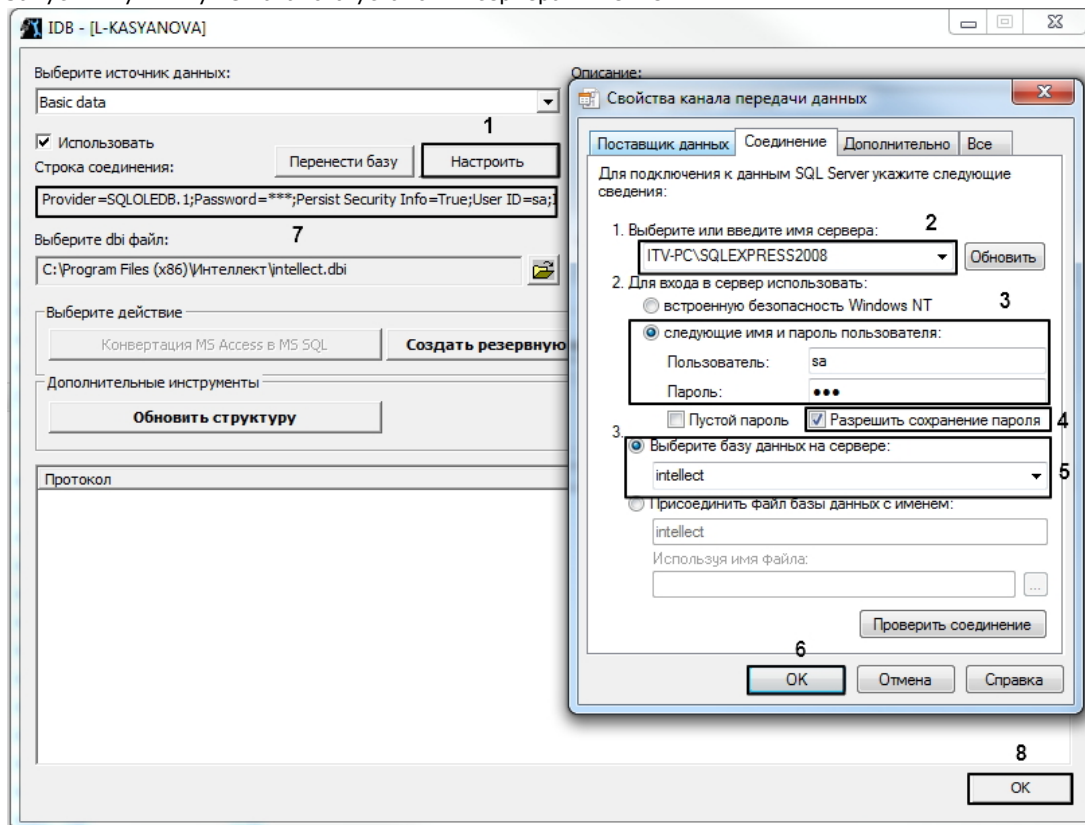 IDB - [L-KASYANOVA]
Выберите источник данных:
Описание:
Basic data
Использовать
1
Строка соединения:
Перенести базу
Настроить
Provider=SQLOLEDB.1;Password=***;Persist Security Info=True;User ID=sa;
7
Выберите dbi файл:
C:\Program Files (x86)\Интеллект\intellect.dbi
Выберите действие
Конвертация MS Access в MS SQL
Создать резервную
Дополнительные инструменты
Обновить структуру
Протокол
Свойства канала передачи данных
Поставщик данных
Соединение
Дополнительно
Все
Для подключения к данным SQL Server укажите следующие
сведения:
1. Выберите или введите имя сервера:
2
ITV-PC\SQLEXPRESS2008
Обновить
2. Для входа в сервер использовать:
встроенную безопасность Windows NT
3
следующие имя и пароль пользователя:
Пользователь:
sa
Пароль:
●●●
Пустой пароль
Разрешить сохранение пароля
4
3.
Выберите базу данных на сервере:
intellect
5
Присоединить файл базы данных с именем:
intellect
Используя имя файла:
...
Проверить соединение
6
OK
Отмена
Справка
8
OK